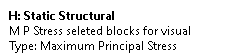 H: Static Structural
M P Stress seleted blocks for visual
Type: Maximum Principal Stress